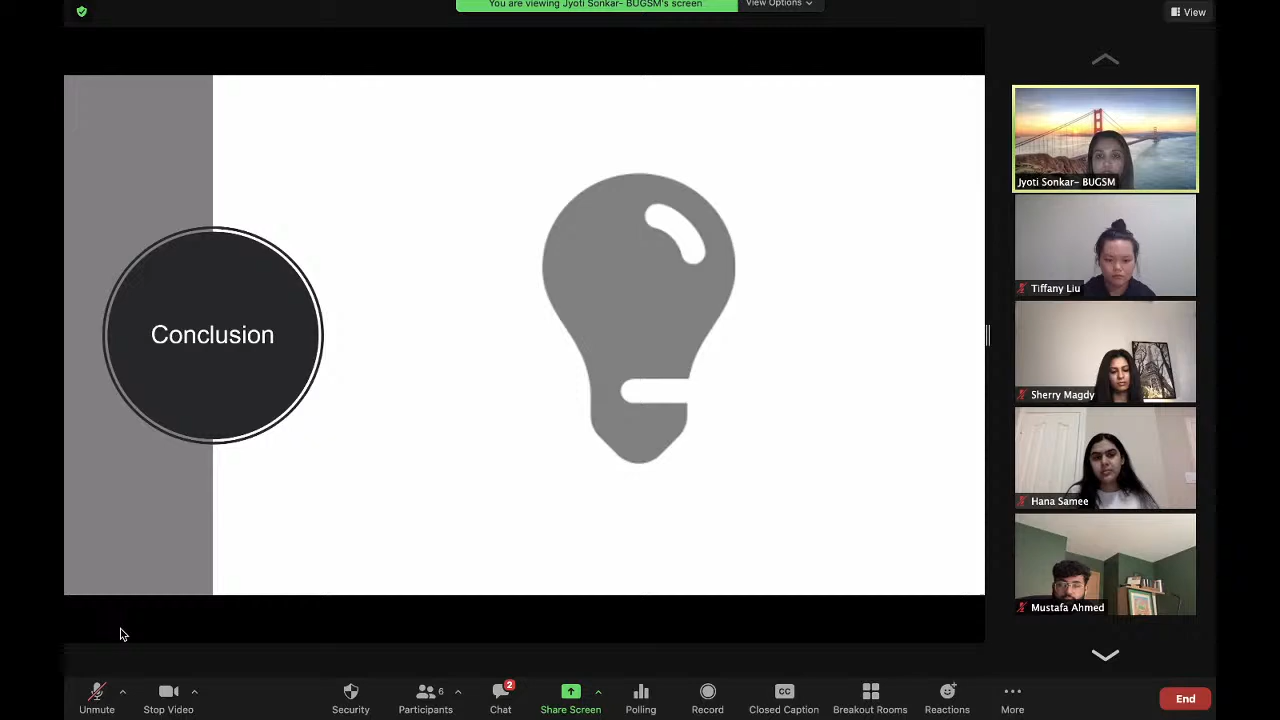 You are viewing Jyoti Sonkar- BUGSM's screen
View Options
View
Conclusion
Jyoti Sonkar- BUGSM
Tiffany Liu
Sherry Magdy
Hana Samee
Mustafa Ahmed
Unmute
Stop Video
Security
6
Participants
2
Chat
Share Screen
Polling
Record
CC
Closed Caption
Breakout Rooms
Reactions
More
End